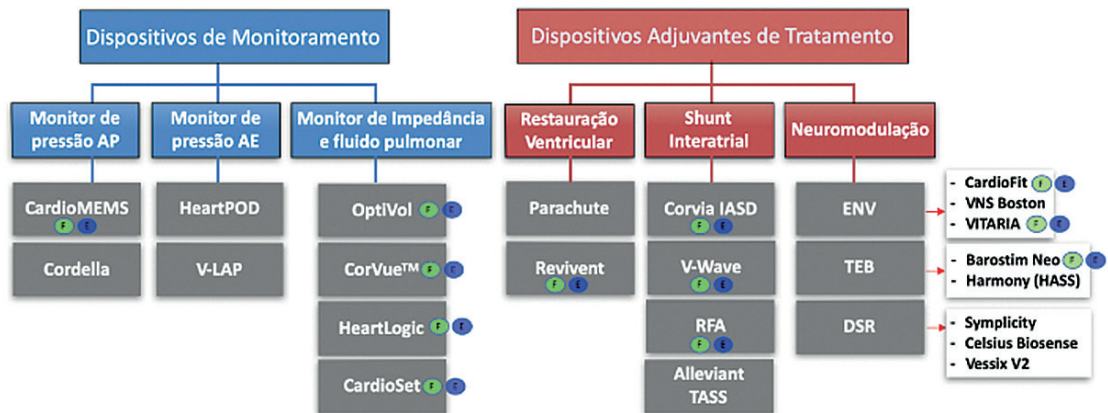 Dispositivos de Monitoramento
Dispositivos Adjuvantes de Tratamento
Monitor de
pressão AP
Monitor de
pressão AE
Monitor de Impedância
e fluido pulmonar
Restauração
Ventricular
Shunt
Interatrial
Neuromodulação
CardioMEMS
F E
Cordella
HeartPOD
V-LAP
OptiVol F E
CorVue™ F E
HeartLogic F E
CardioSet F E
Parachute
Revivent
F E
Corvia IASD
F E
V-Wave
F E
RFA
F E
Alleviant
TASS
ENV
TEB
DSR
- CardioFit F E
- VNS Boston
- VITARIA F E
- Barostim Neo F E
- Harmony (HASS)
- Symplicity
- Celsius Biosense
- Vessix V2